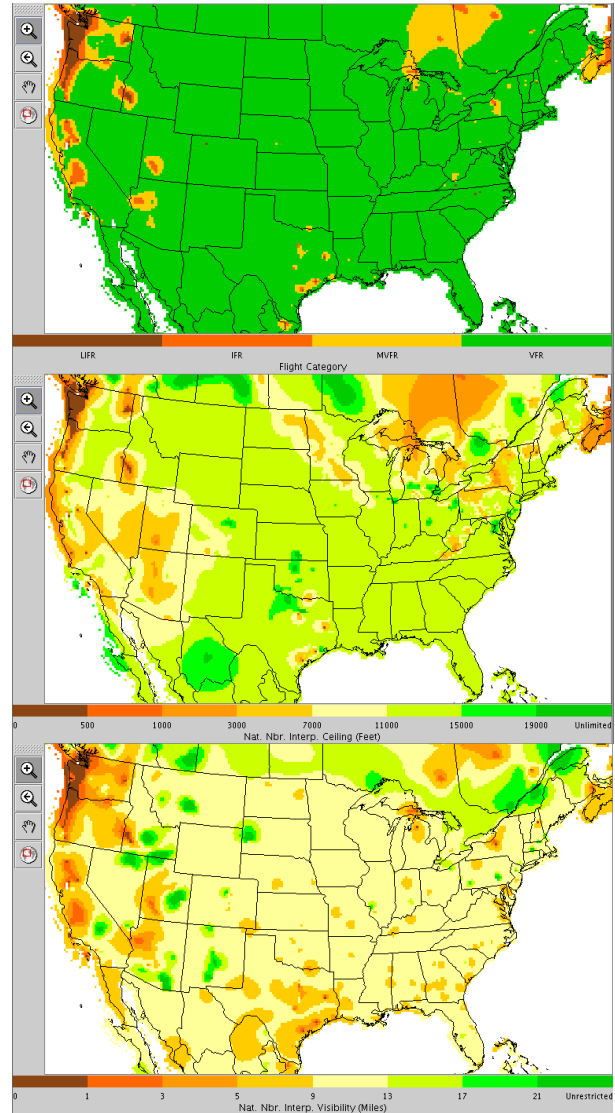 LIFR IFR MVFR VFR
Flight Category
0 500 1000 3000 7000 11000 15000 19000 Unlimited
Nat. Nbr. Interp. Ceiling (Feet)
0 1 3 5 9 13 17 21 Unrestricted
Nat. Nbr. Interp. Visibility (Miles)